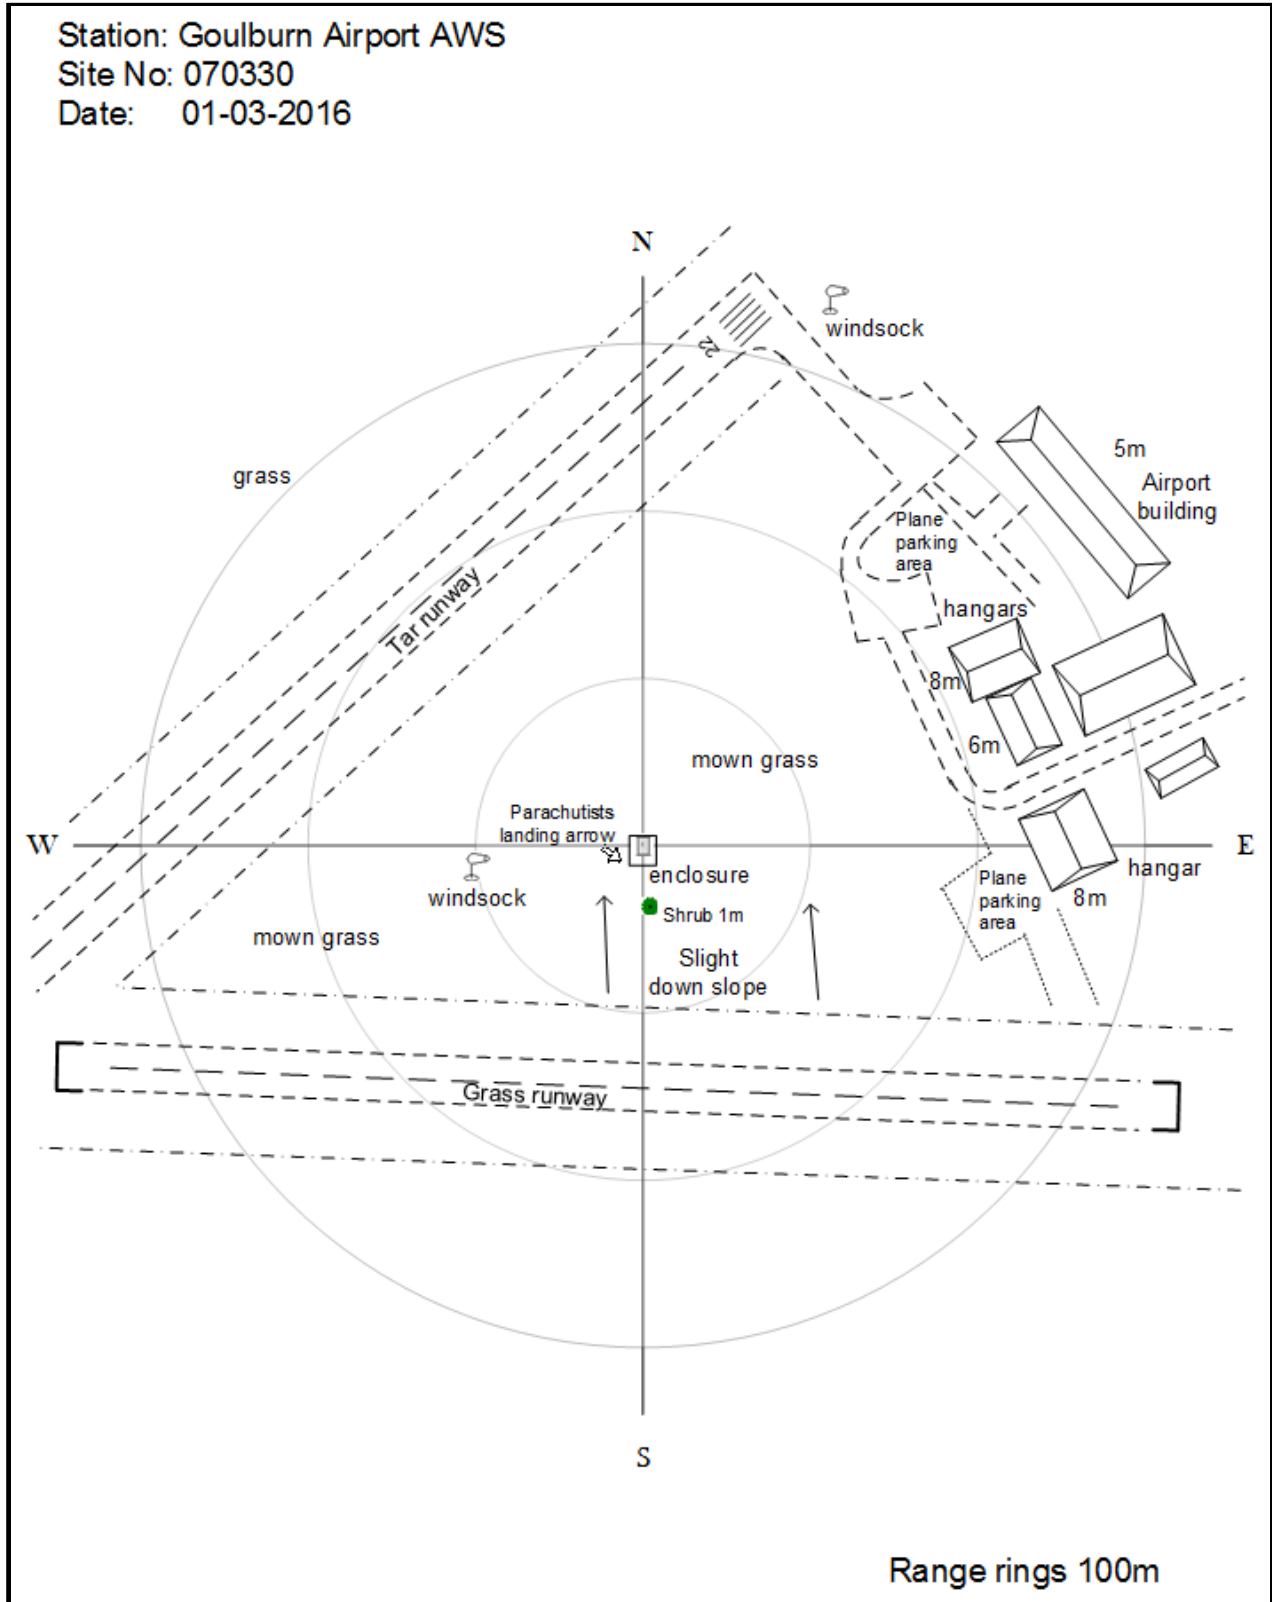 Station: Goulburn Airport AWS
Site No: 070330
Date: 01-03-2016
N
windsock
22
grass
5m
Airport
building
Plane
parking
area
Tar runway
hangars
8m
6m
mown grass
Parachutists
landing arrow
W
E
enclosure
windsock
hangar
Plane
parking
area
8m
Shrub 1m
mown grass
Slight
down slope
Grass runway
S
Range rings 100m